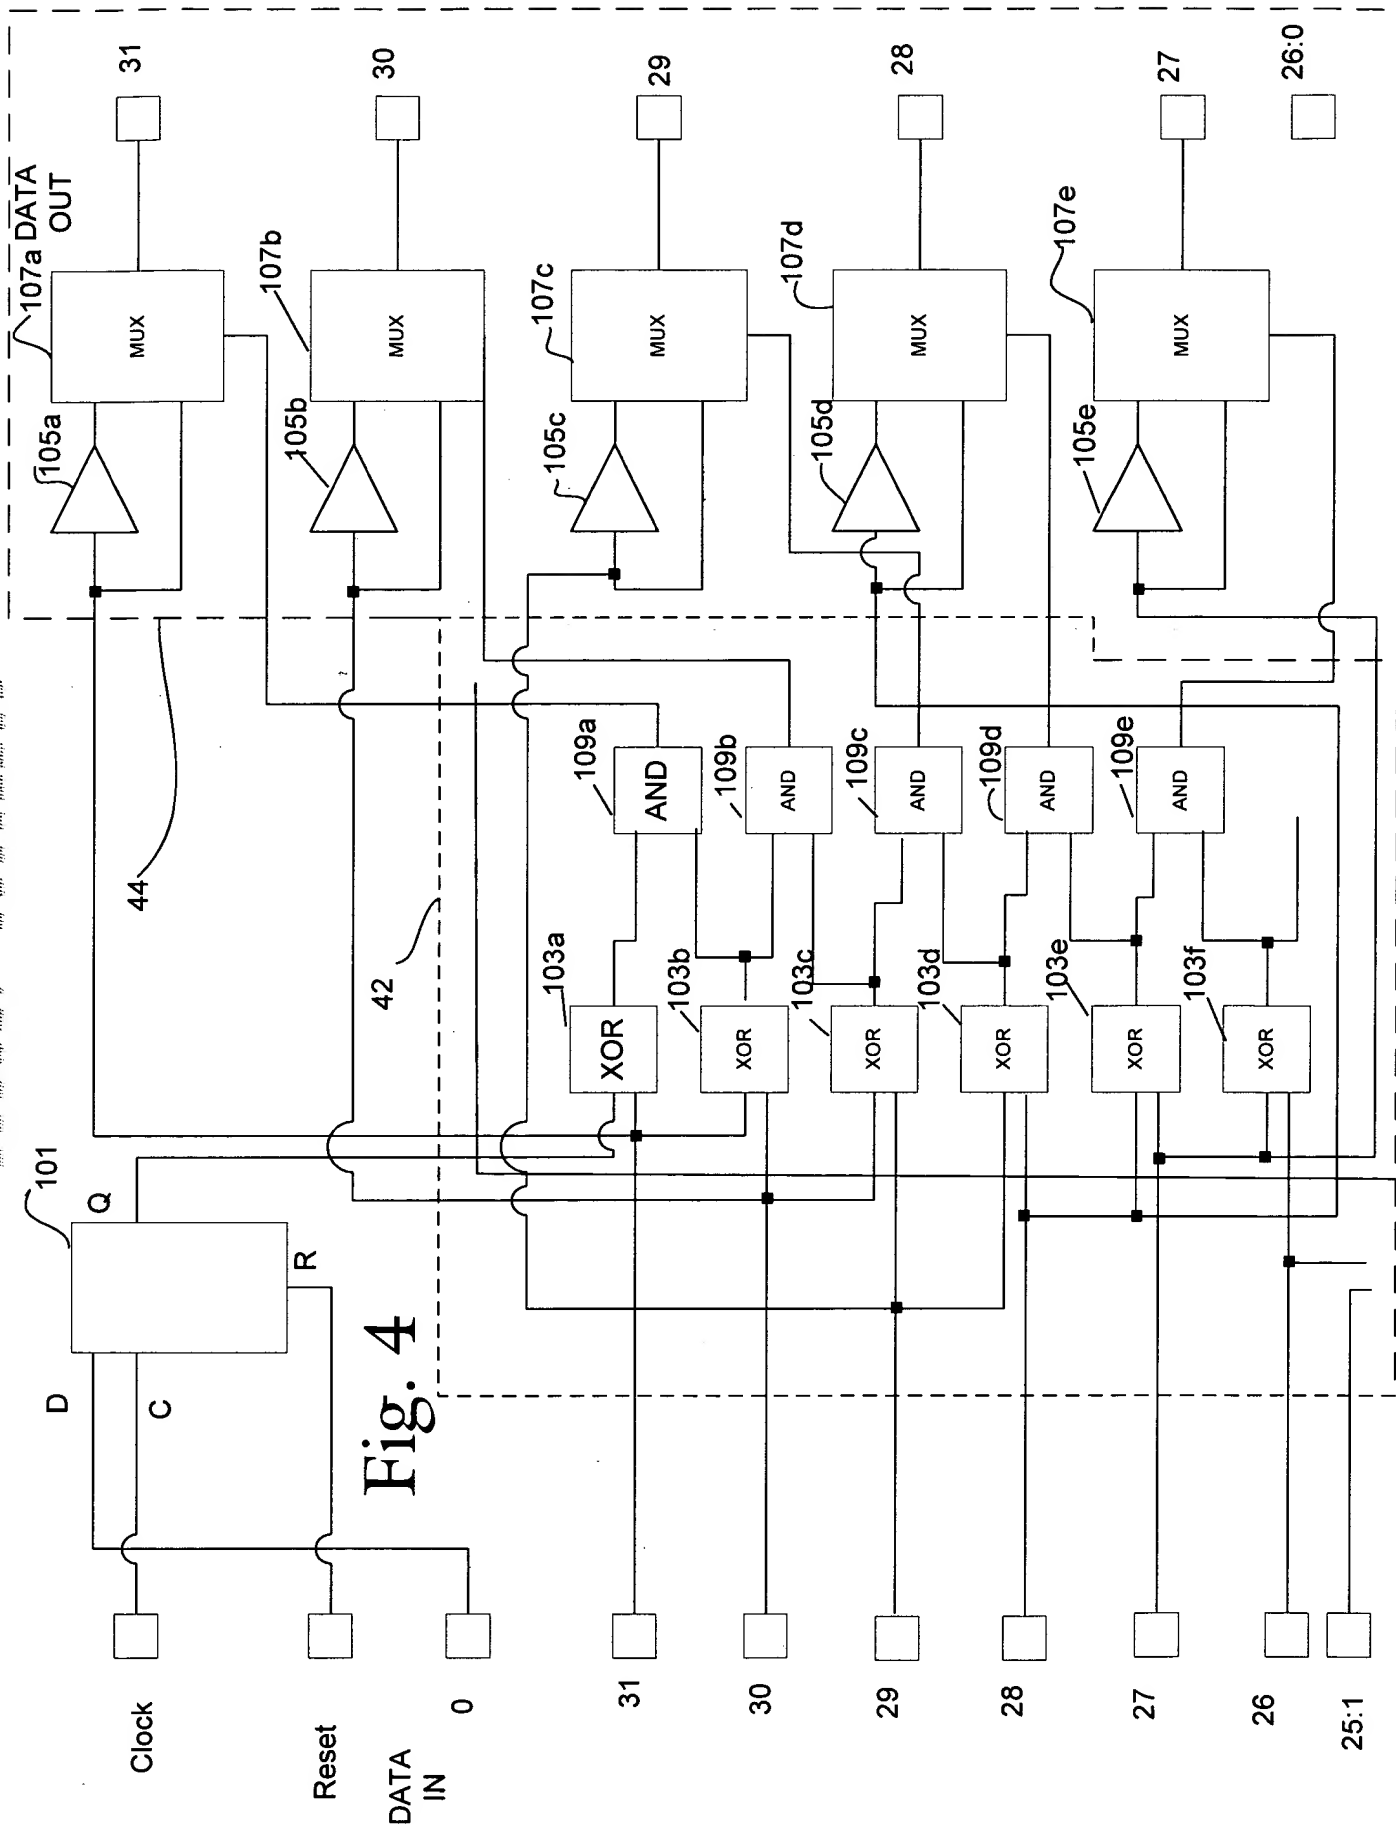 107a DATA
OUT
31
105a
MUX
107b
30
105b
MUX
107c
29
105c
MUX
107d
28
105d
MUX
107e
27
105e
MUX
26:0
44
42
109a
AND
109b
AND
109c
AND
109d
AND
109e
AND
103a
XOR
103b
XOR
103c
XOR
103d
XOR
103e
XOR
103f
XOR
101
Q
R
D
C
Fig. 4
Clock
Reset
0
DATA
IN
31
30
29
28
27
26
25:1